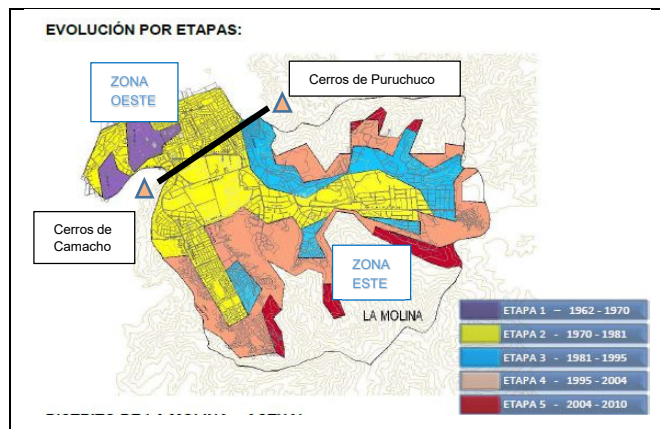 EVOLUCIÓN POR ETAPAS:
ZONA
OESTE
Cerros de Puruchuco
Cerros de
Camacho
ZONA
ESTE
LA MOLINA
ETAPA 1 – 1962 - 1970
ETAPA 2 - 1970 - 1981
ETAPA 3 - 1981 - 1995
ETAPA 4 - 1995 - 2004
ETAPA 5 - 2004 - 2010